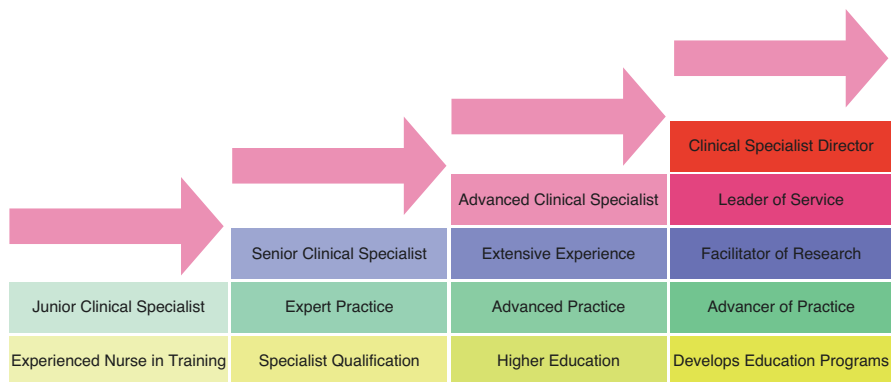 Clinical Specialist Director
Advanced Clinical Specialist
Leader of Service
Senior Clinical Specialist
Extensive Experience
Facilitator of Research
Junior Clinical Specialist
Expert Practice
Advanced Practice
Advancer of Practice
Experienced Nurse in Training
Specialist Qualification
Higher Education
Develops Education Programs